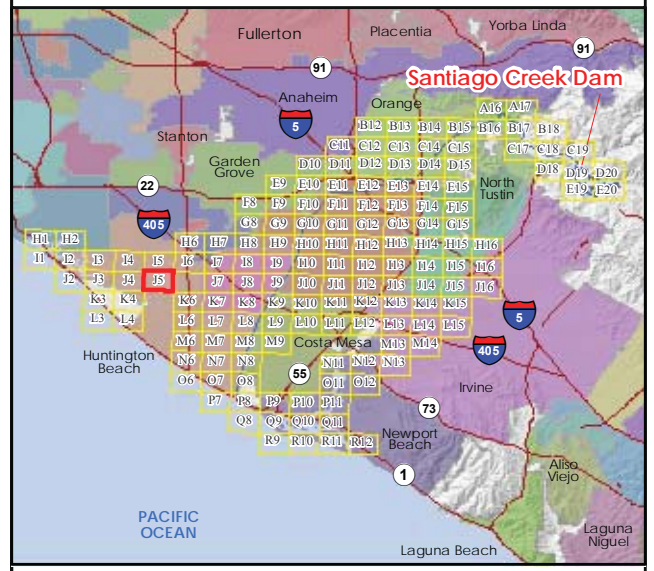 Fullerton
Placentia
Yorba Linda
91
91
Santiago Creek Dam
Anaheim
Orange
A16 A17
5
B12 B13 B14 B15 B16 B17 B18
Stanton
C11 C12 C13 C14 C15 C17 C18 C19
Garden
Grove
D10 D11 D12 D13 D14 D15 D18 D19 D20
22
E9 E10 E11 E12 E13 E14 E15 E19 E20
North
Tustin
F8 F9 F10 F11 F12 F13 F14 F15
405
G8 G9 G10 G11 G12 G13 G14 G15
H1 H2 H6 H7 H8 H9 H10 H11 H12 H13 H14 H15 H16
I1 I2 I3 I4 I5 I6 I7 I8 I9 I10 I11 I12 I13 I14 I15 I16
J2 J3 J4 J5 J7 J8 J9 J10 J11 J12 J13 J14 J15 J16
K3 K4 K6 K7 K8 K9 K10 K11 K12 K13 K14 K15
5
L3 L4 L6 L7 L8 L9 L10 L11 L12 L13 L14 L15
M6 M7 M8 M9 Costa Mesa M13 M14
405
Huntington
Beach
N6 N7 N8 N11 N12 N13
55
O6 O7 O8 O11 O12
Irvine
P7 P8 P9 P10 P11
73
Q8 Q9 Q10 Q11
R9 R10 R11 R12
Newport
Beach
1
Aliso
Viejo
PACIFIC
OCEAN
Laguna
Niguel
Laguna Beach